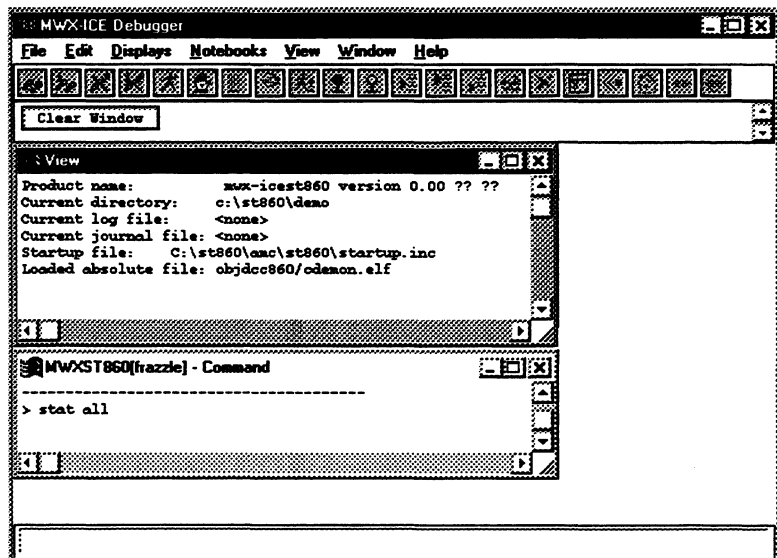 MWX-ICE Debugger
File Edit Displays Notebooks View Window Help
Clear Window
View
Product name: mwx-icest860 version 0.00 ?? ??
Current directory: c:\st860\demo
Current log file: <none>
Current journal file: <none>
Startup file: C:\st860\amc\st860\startup.inc
Loaded absolute file: objdcc860/cdemon.elf
MWXST860[frazzle] - Command
----------------------------------------
> stat all